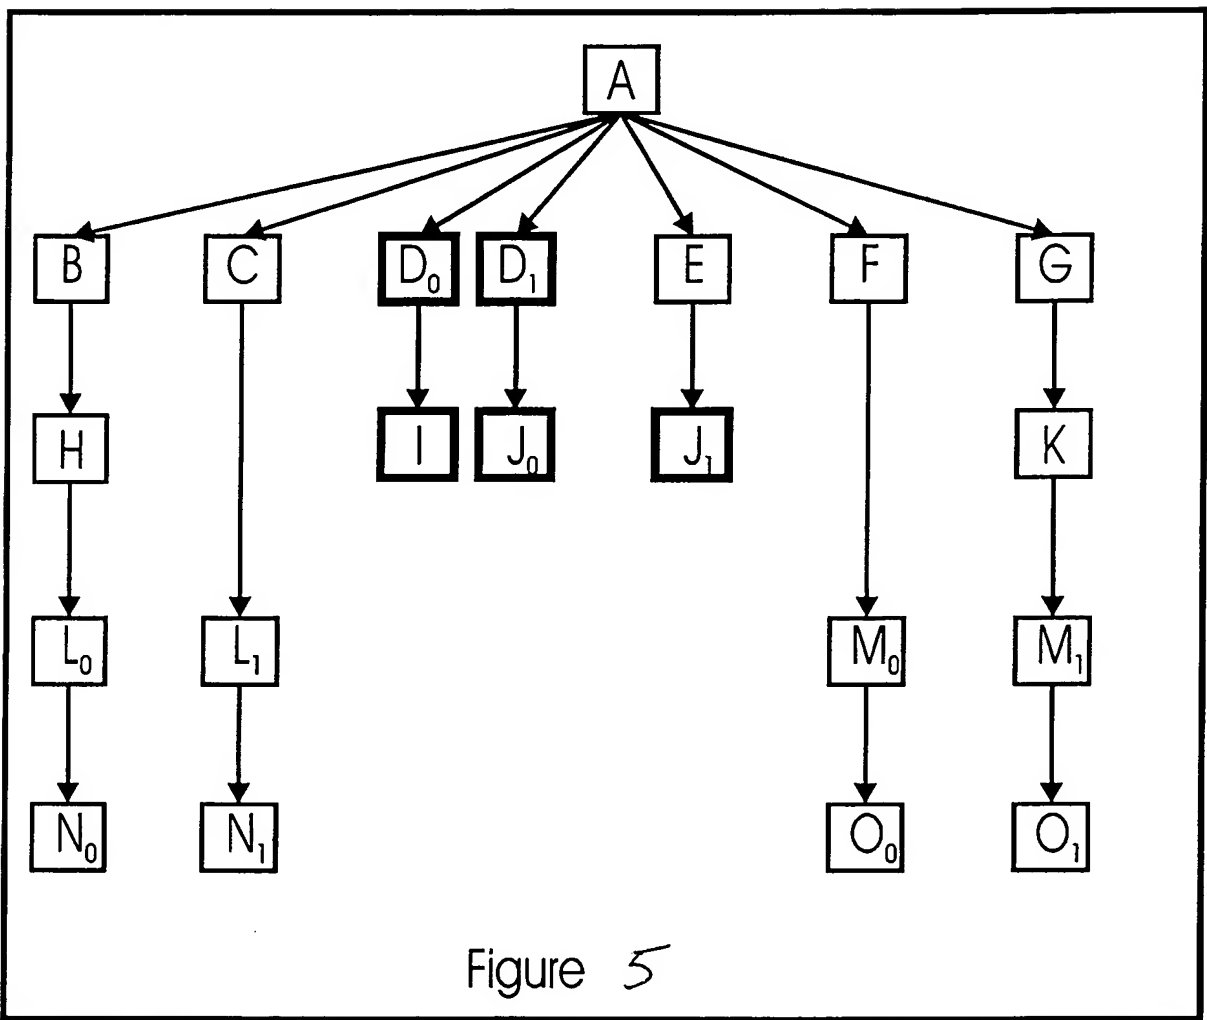 A
B C D₀ D₁ E F G
H I J₀ J₁ K
L₀ L₁ M₀ M₁
N₀ N₁ O₀ O₁
Figure 5